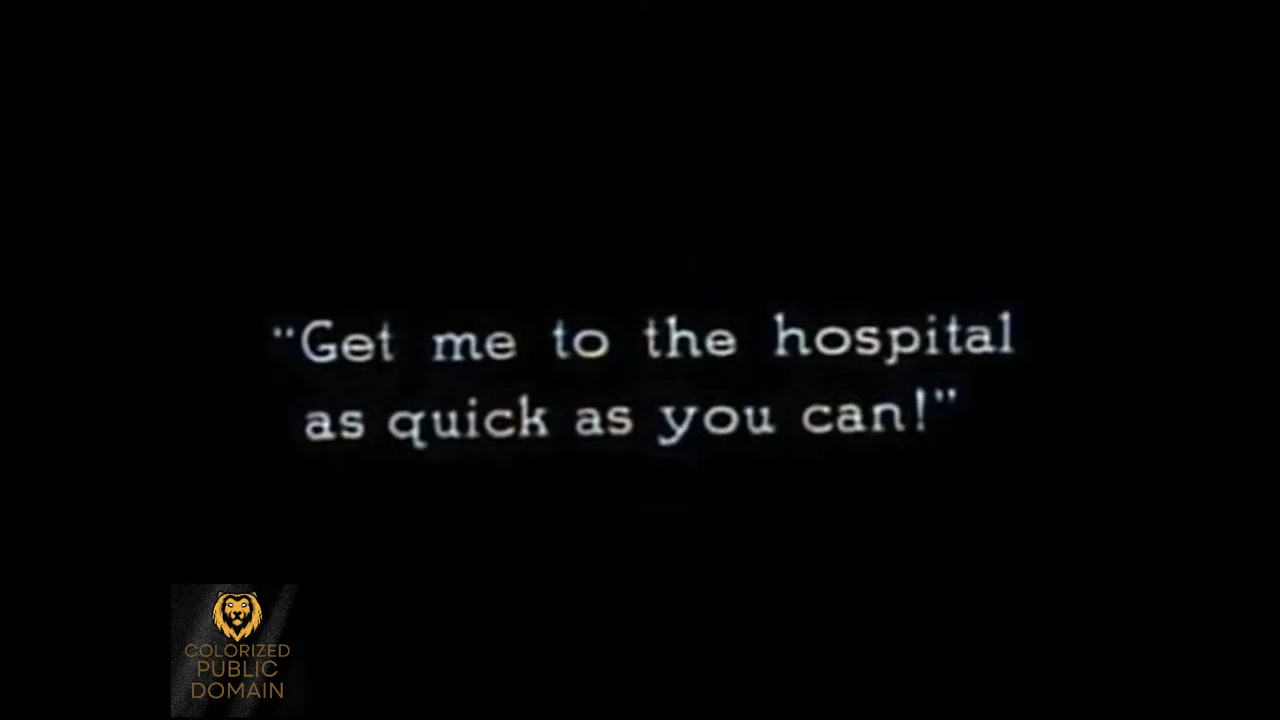 "Get me to the hospital
as quick as you can!"
COLORIZED
PUBLIC
DOMAIN